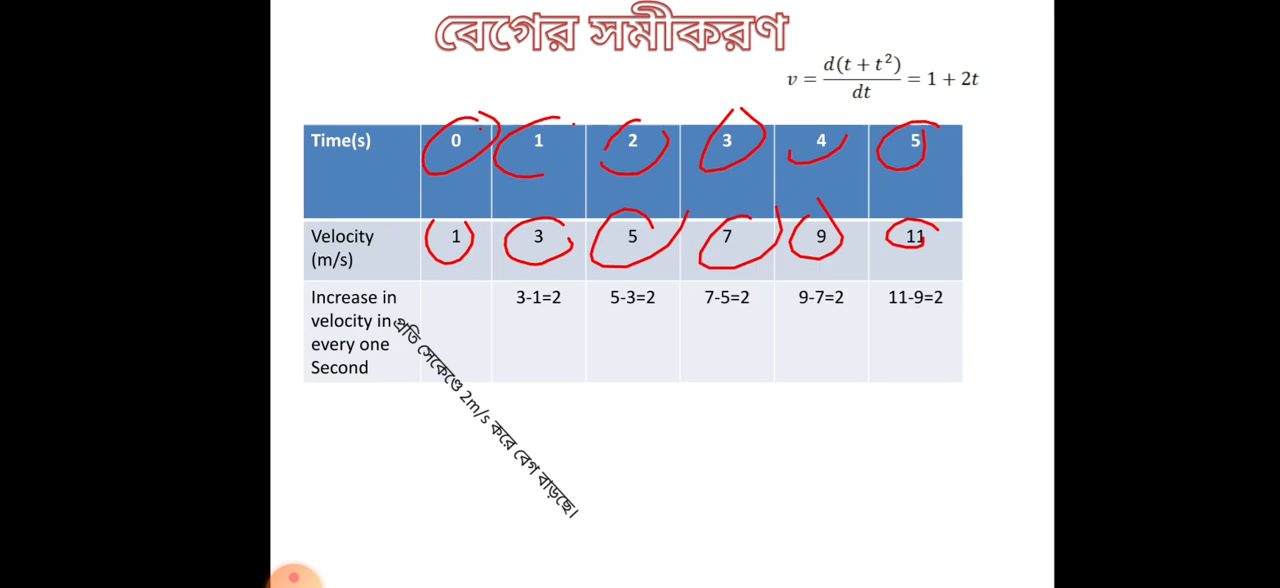 বেগের সমীকরণ
v = d(t + t²)/dt = 1 + 2t
Time(s) 0 1 2 3 4 5
Velocity (m/s) 1 3 5 7 9 11
Increase in velocity in every one Second 3-1=2 5-3=2 7-5=2 9-7=2 11-9=2
প্রতি সেকেন্ডে 2m/s করে বেগ বাড়ছে।